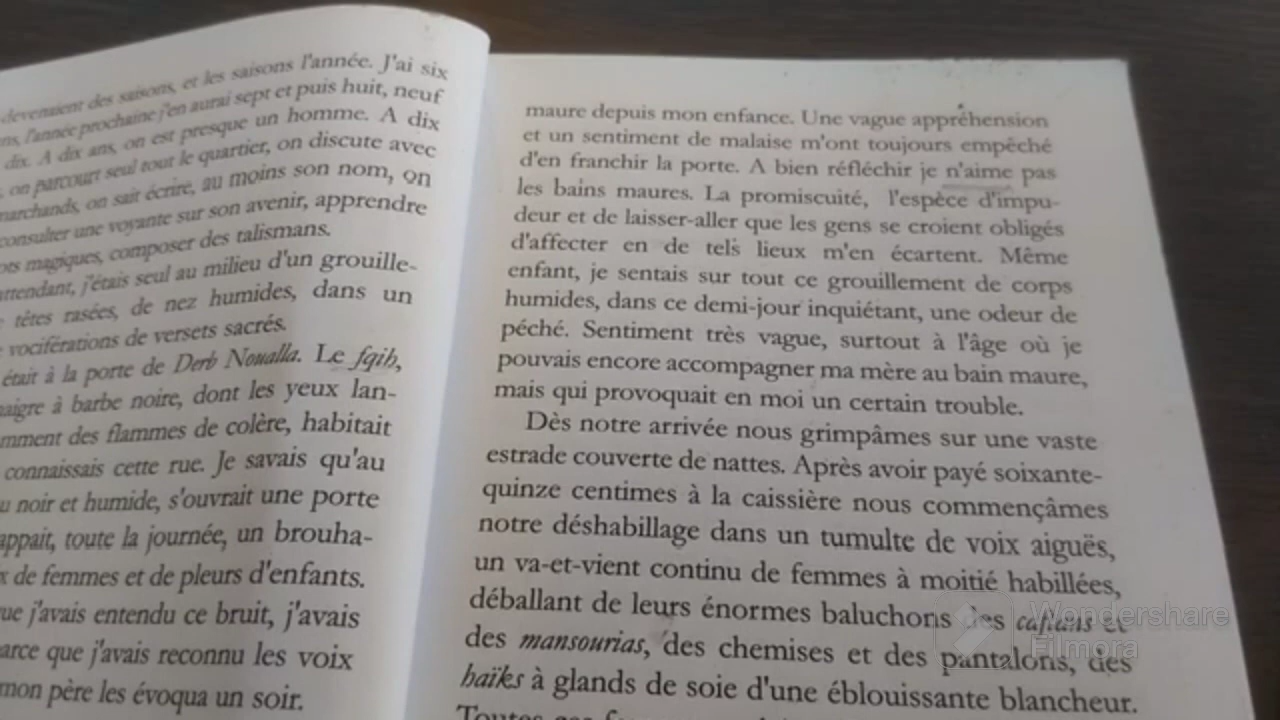 devenaient des saisons, et les saisons l'année. J'ai six
l'année prochaine j'en aurai sept et puis huit, neuf
dix. A dix ans, on est presque un homme. A dix
on parcourt seul tout le quartier, on discute avec
marchands, on sait écrire, au moins son nom, on
consulter une voyante sur son avenir, apprendre
magiques, composer des talismans.
j'étais seul au milieu d'un grouille-
têtes rasées, de nez humides, dans un
vociférations de versets sacrés.
était à la porte de Derb Noualla. Le fqih,
à barbe noire, dont les yeux lan-
des flammes de colère, habitait
connaissais cette rue. Je savais qu'au
noir et humide, s'ouvrait une porte
toute la journée, un brouha-
de femmes et de pleurs d'enfants.
j'avais entendu ce bruit, j'avais
que j'avais reconnu les voix
mon père les évoqua un soir.
maure depuis mon enfance. Une vague appréhension
et un sentiment de malaise m'ont toujours empêché
d'en franchir la porte. A bien réfléchir je n'aime pas
les bains maures. La promiscuité, l'espèce d'impu-
deur et de laisser-aller que les gens se croient obligés
d'affecter en de tels lieux m'en écartent. Même
enfant, je sentais sur tout ce grouillement de corps
humides, dans ce demi-jour inquiétant, une odeur de
péché. Sentiment très vague, surtout à l'âge où je
pouvais encore accompagner ma mère au bain maure,
mais qui provoquait en moi un certain trouble.
Dès notre arrivée nous grimpâmes sur une vaste
estrade couverte de nattes. Après avoir payé soixante-
quinze centimes à la caissière nous commençâmes
notre déshabillage dans un tumulte de voix aiguës,
un va-et-vient continu de femmes à moitié habillées,
déballant de leurs énormes baluchons des caftans et
des mansourias, des chemises et des pantalons, des
haïks à glands de soie d'une éblouissante blancheur.
Wondershare
Filmora